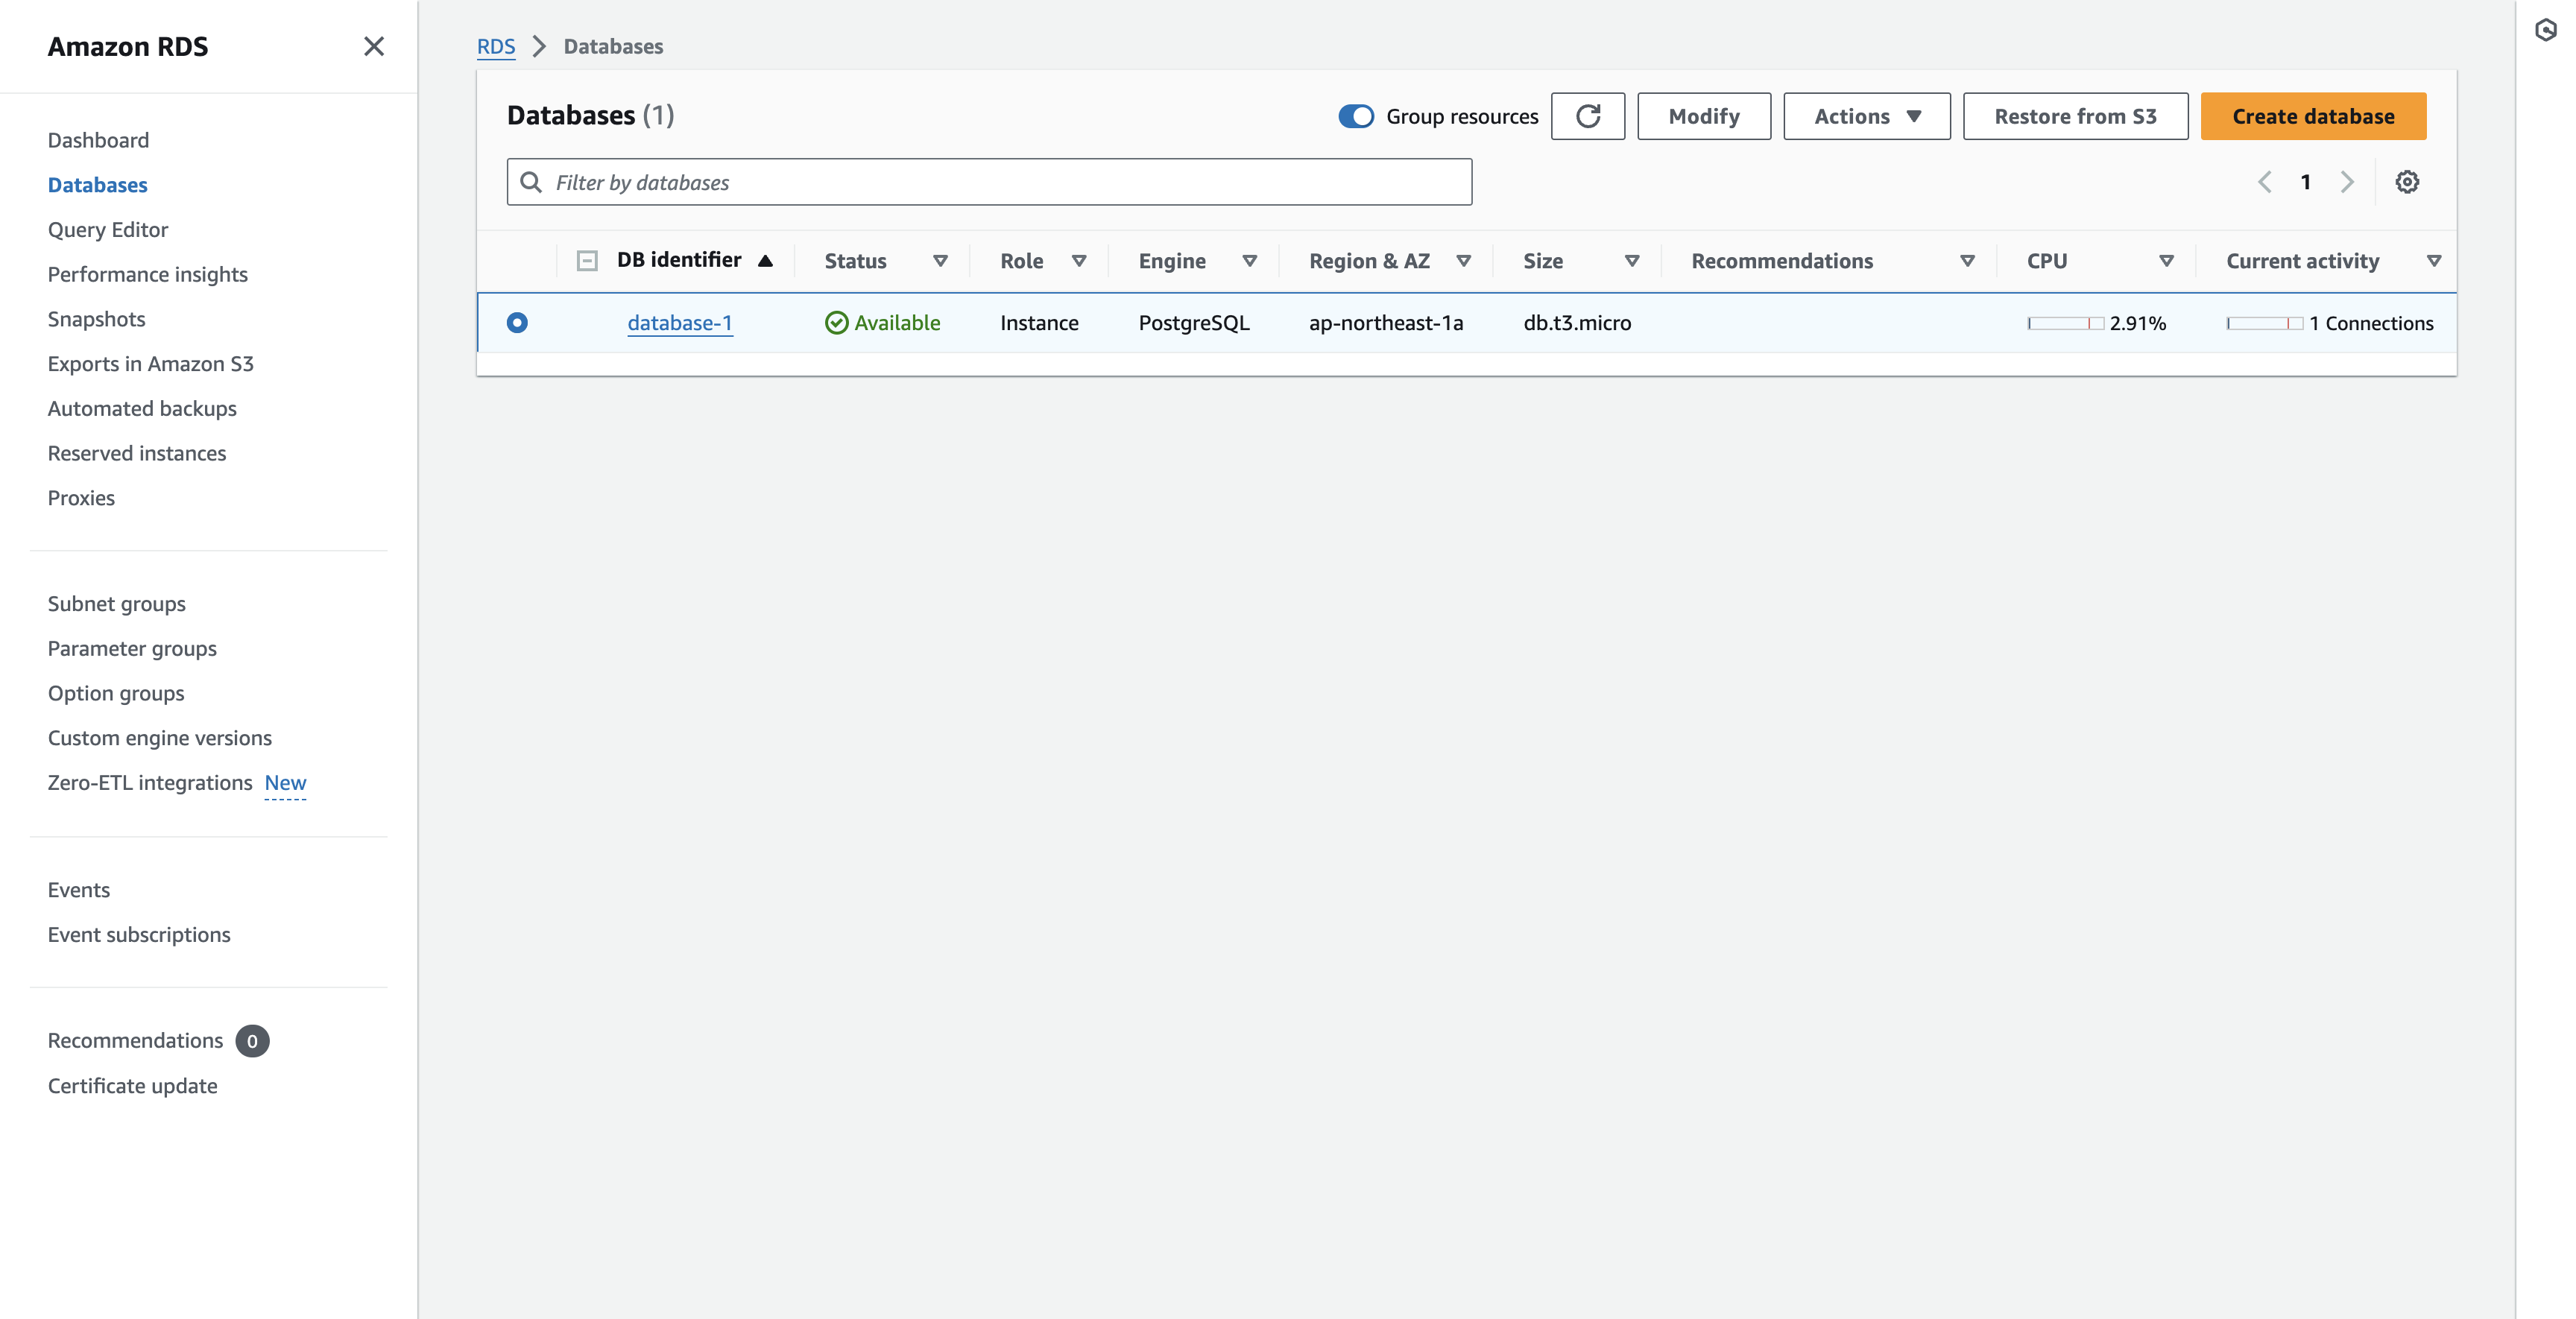 Amazon RDS
Dashboard
Databases
Query Editor
Performance insights
Snapshots
Exports in Amazon S3
Automated backups
Reserved instances
Proxies
Subnet groups
Parameter groups
Option groups
Custom engine versions
Zero-ETL integrations New
Events
Event subscriptions
Recommendations 0
Certificate update
RDS Databases
Databases (1) Group resources Modify Actions Restore from S3 Create database
Filter by databases 1
DB identifier Status Role Engine Region & AZ Size Recommendations CPU Current activity
database-1 Available Instance PostgreSQL ap-northeast-1a db.t3.micro 2.91% 1 Connections